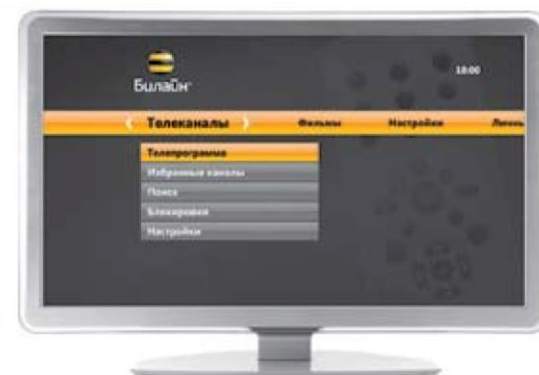 Билайн
18:00
Телеканалы Фильмы Настройки
Телепрограмма
Избранные каналы
Поиск
Блокировка
Настройки